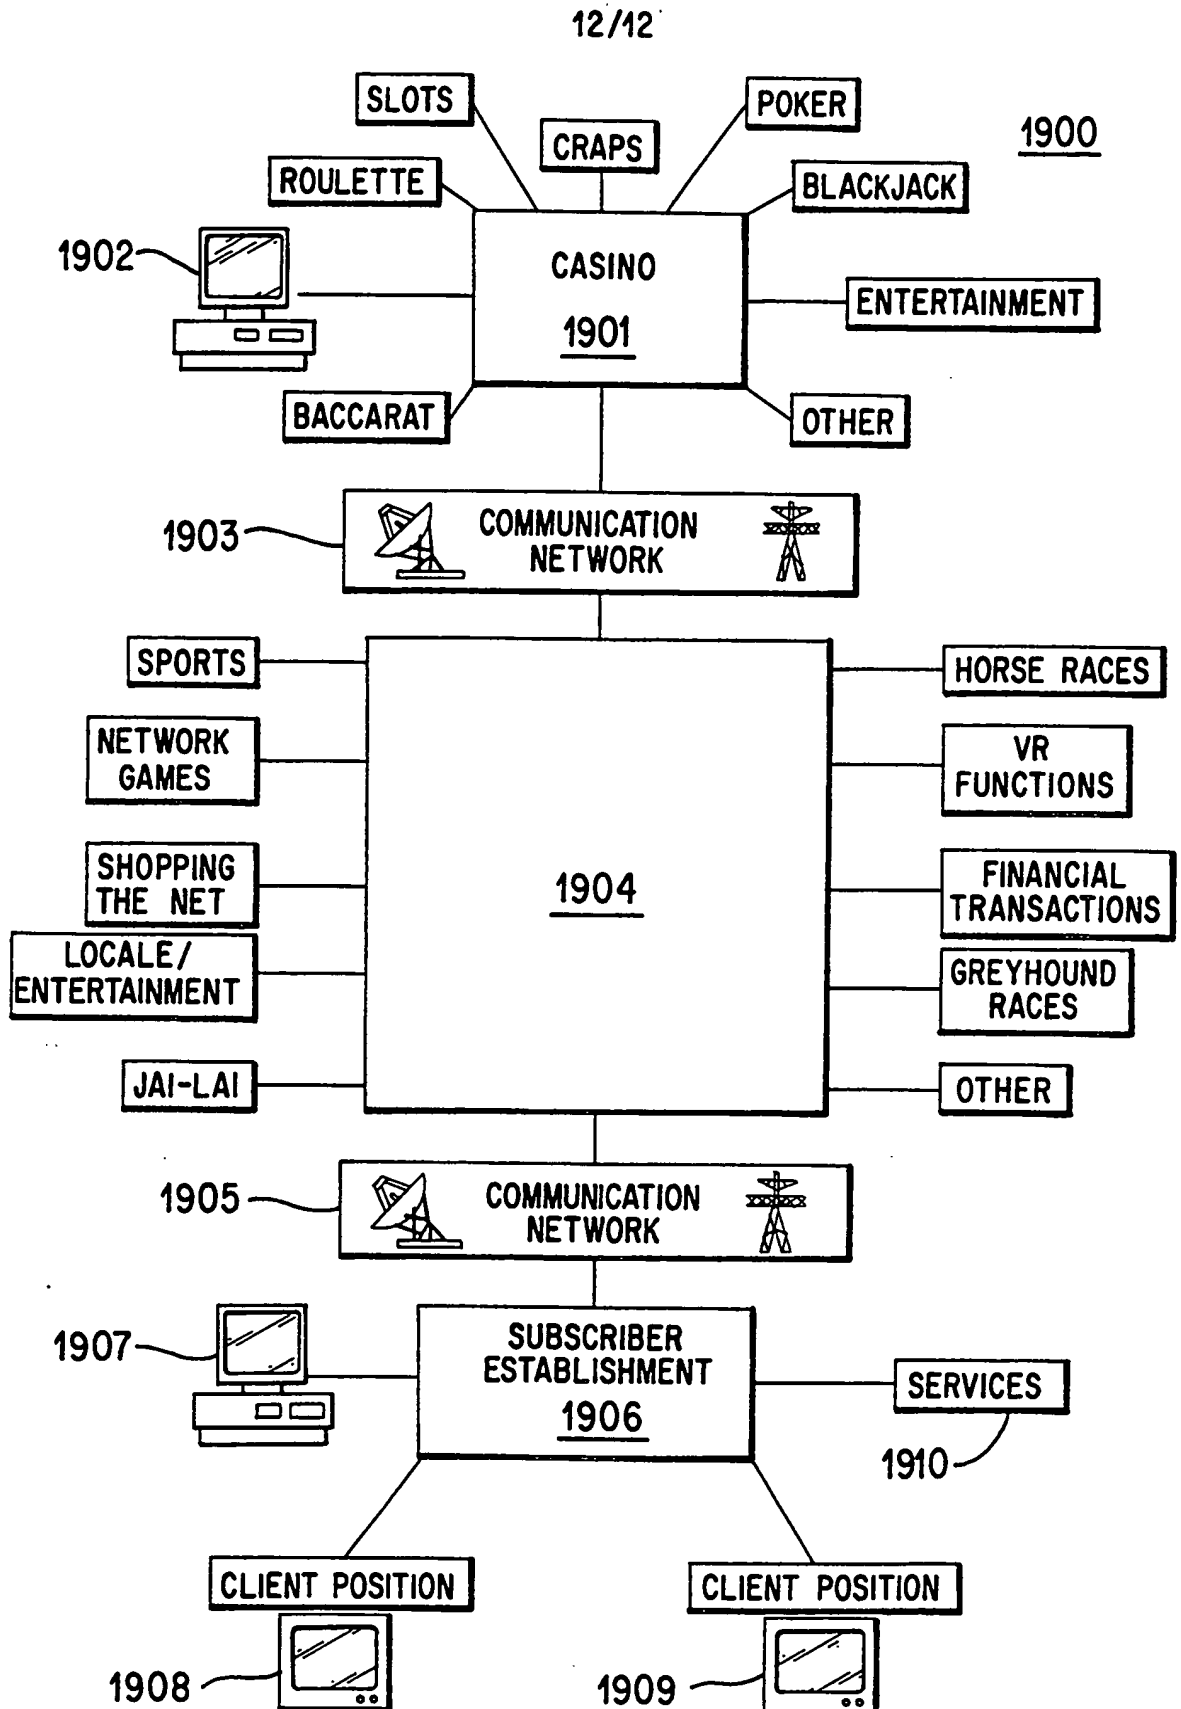 12/12
SLOTS
POKER
1900
CRAPS
ROULETTE
BLACKJACK
1902
CASINO
1901
ENTERTAINMENT
BACCARAT
OTHER
1903
COMMUNICATION
NETWORK
SPORTS
HORSE RACES
NETWORK
GAMES
VR
FUNCTIONS
SHOPPING
THE NET
1904
FINANCIAL
TRANSACTIONS
LOCALE/
ENTERTAINMENT
GREYHOUND
RACES
JAI-LAI
OTHER
1905
COMMUNICATION
NETWORK
1907
SUBSCRIBER
ESTABLISHMENT
1906
SERVICES
1910
CLIENT POSITION
CLIENT POSITION
1908
1909